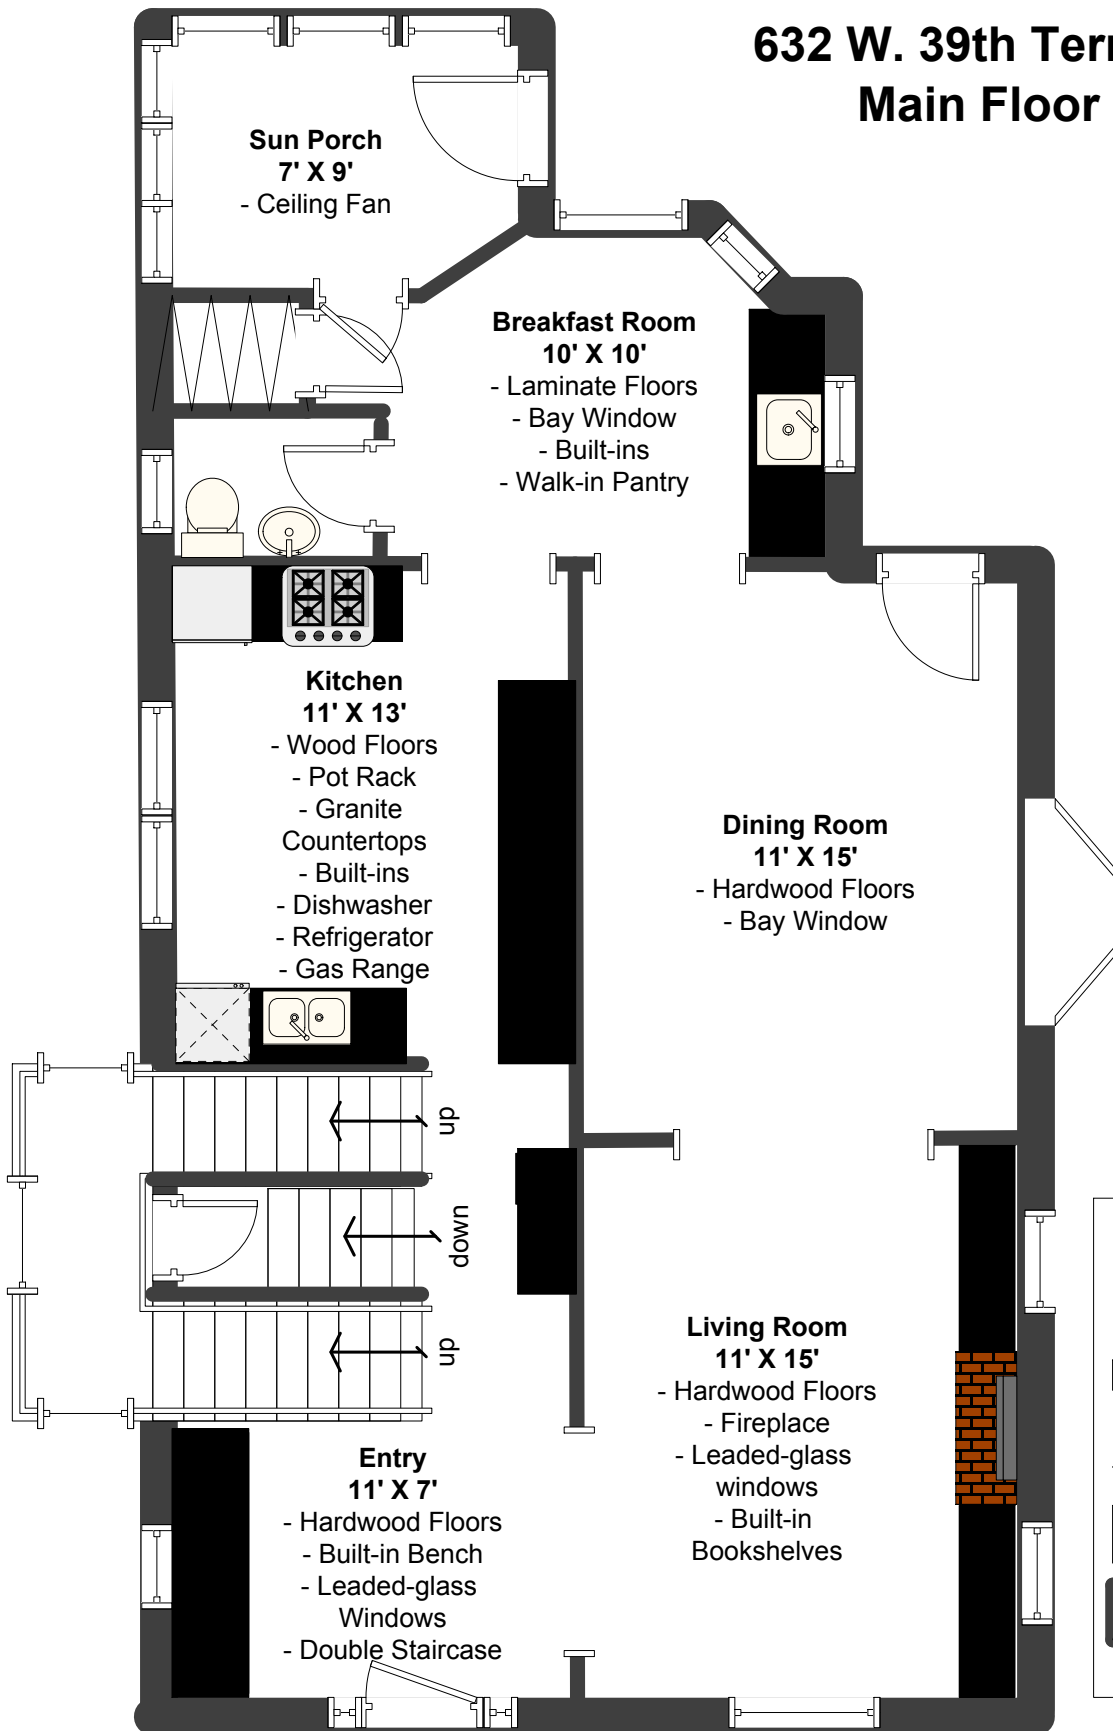 632 W. 39th Terr
Main Floor
Sun Porch
7' X 9'
- Ceiling Fan
Breakfast Room
10' X 10'
- Laminate Floors
- Bay Window
- Built-ins
- Walk-in Pantry
Kitchen
11' X 13'
- Wood Floors
- Pot Rack
- Granite
Countertops
- Built-ins
- Dishwasher
- Refrigerator
- Gas Range
Dining Room
11' X 15'
- Hardwood Floors
- Bay Window
up
down
up
Living Room
11' X 15'
- Hardwood Floors
- Fireplace
- Leaded-glass
windows
- Built-in
Bookshelves
Entry
11' X 7'
- Hardwood Floors
- Built-in Bench
- Leaded-glass
Windows
- Double Staircase